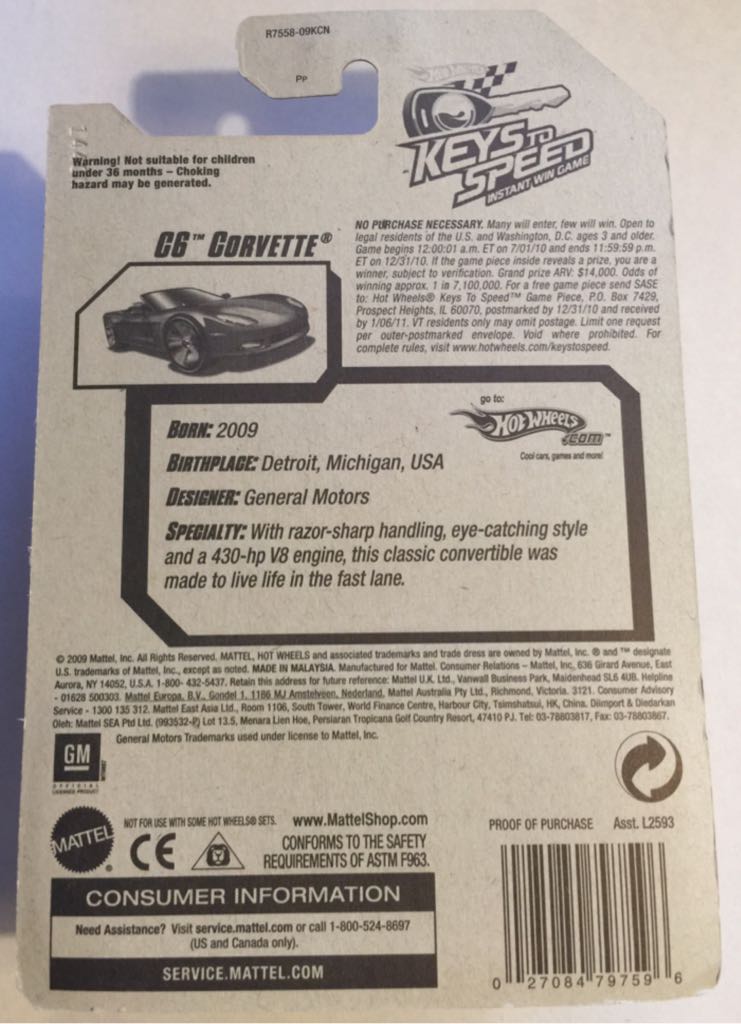 R7558-09KCN
PP
Warning! Not suitable for children
under 36 months – Choking
hazard may be generated.
KEYS TO
SPEED
INSTANT WIN GAME
C6™ CORVETTE®
NO PURCHASE NECESSARY. Many will enter, few will win. Open to
legal residents of the U.S. and Washington, D.C. ages 3 and older.
Game begins 12:00:01 a.m. ET on 7/01/10 and ends 11:59:59 p.m.
ET on 12/31/10. If the game piece inside reveals a prize, you are a
winner, subject to verification. Grand prize ARV: $14,000. Odds of
winning approx. 1 in 7,100,000. For a free game piece send SASE
to: Hot Wheels® Keys To Speed™ Game Piece, P.O. Box 7429,
Prospect Heights, IL 60070, postmarked by 12/31/10 and received
by 1/06/11. VT residents only may omit postage. Limit one request
per outer-postmarked envelope. Void where prohibited. For
complete rules, visit www.hotwheels.com/keystospeed.
go to:
HOT WHEELS
.com™
Cool cars, games and more!
BORN: 2009
BIRTHPLACE: Detroit, Michigan, USA
DESIGNER: General Motors
SPECIALTY: With razor-sharp handling, eye-catching style
and a 430-hp V8 engine, this classic convertible was
made to live life in the fast lane.
© 2009 Mattel, Inc. All Rights Reserved. MATTEL, HOT WHEELS and associated trademarks and trade dress are owned by Mattel, Inc. ® and ™ designate
U.S. trademarks of Mattel, Inc., except as noted. MADE IN MALAYSIA. Manufactured for Mattel. Consumer Relations – Mattel, Inc, 636 Girard Avenue, East
Aurora, NY 14052, U.S.A. 1-800- 432-5437. Retain this address for future reference: Mattel U.K. Ltd., Vanwall Business Park, Maidenhead SL6 4UB. Helpline
- 01628 500303. Mattel Europa, B.V., Gondel 1, 1186 MJ Amstelveen, Nederland. Mattel Australia Pty Ltd., Richmond, Victoria. 3121. Consumer Advisory
Service - 1300 135 312. Mattel East Asia Ltd., Room 1106, South Tower, World Finance Centre, Harbour City, Tsimshatsui, HK, China. Diimport & Diedarkan
Oleh: Mattel SEA Ptd Ltd. (993532-P) Lot 13.5, Menara Lien Hoe, Persiaran Tropicana Golf Country Resort, 47410 PJ. Tel: 03-78803817, Fax: 03-78803867.
General Motors Trademarks used under license to Mattel, Inc.
GM
OFFICIAL
LICENSED PRODUCT
MATTEL®
NOT FOR USE WITH SOME HOT WHEELS® SETS.
www.MattelShop.com
CE
CONFORMS TO THE SAFETY
REQUIREMENTS OF ASTM F963.
PROOF OF PURCHASE Asst. L2593
CONSUMER INFORMATION
Need Assistance? Visit service.mattel.com or call 1-800-524-8697
(US and Canada only).
SERVICE.MATTEL.COM
0 27084 79759 6